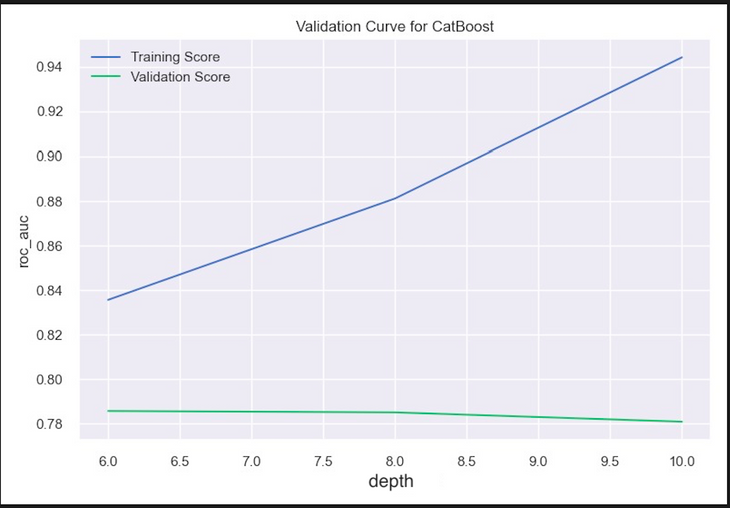 Validation Curve for CatBoost
Training Score
Validation Score
0.94
0.92
0.90
0.88
0.86
0.84
0.82
0.80
0.78
roc_auc
6.0 6.5 7.0 7.5 8.0 8.5 9.0 9.5 10.0
depth